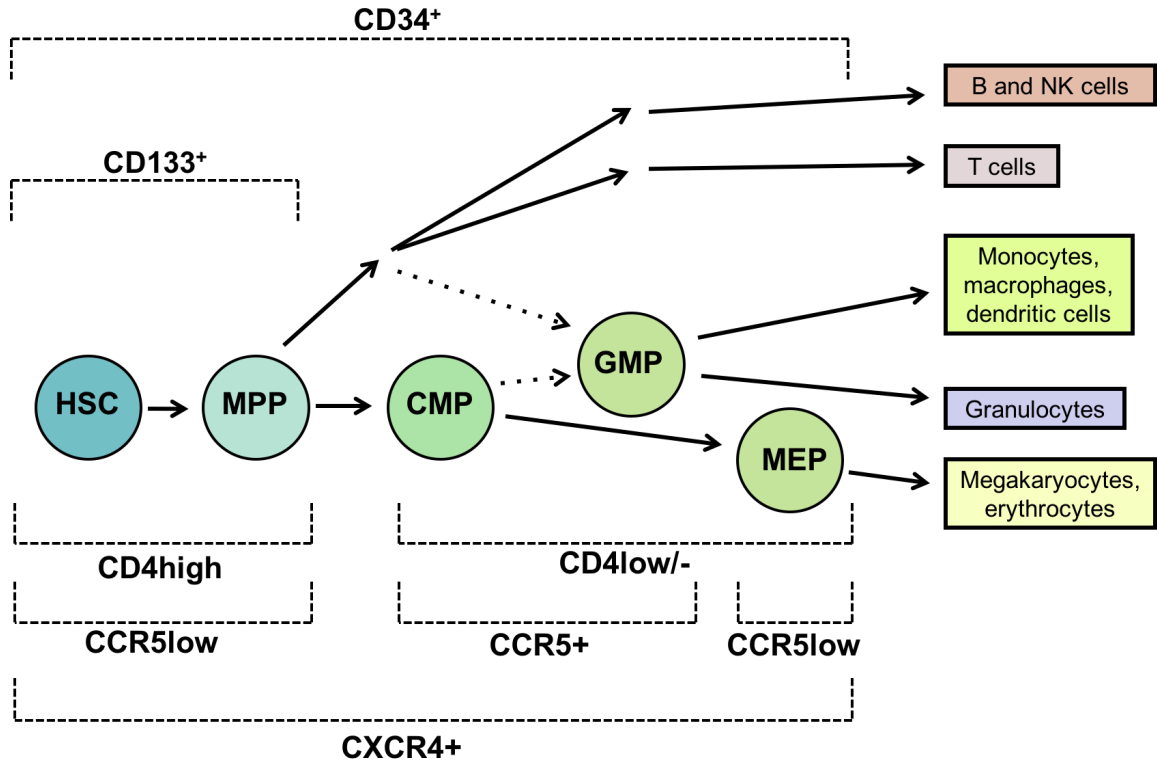 CD34⁺
B and NK cells
CD133⁺
T cells
Monocytes,
macrophages,
dendritic cells
HSC
MPP
CMP
GMP
Granulocytes
MEP
Megakaryocytes,
erythrocytes
CD4high
CD4low/-
CCR5low
CCR5+
CCR5low
CXCR4+